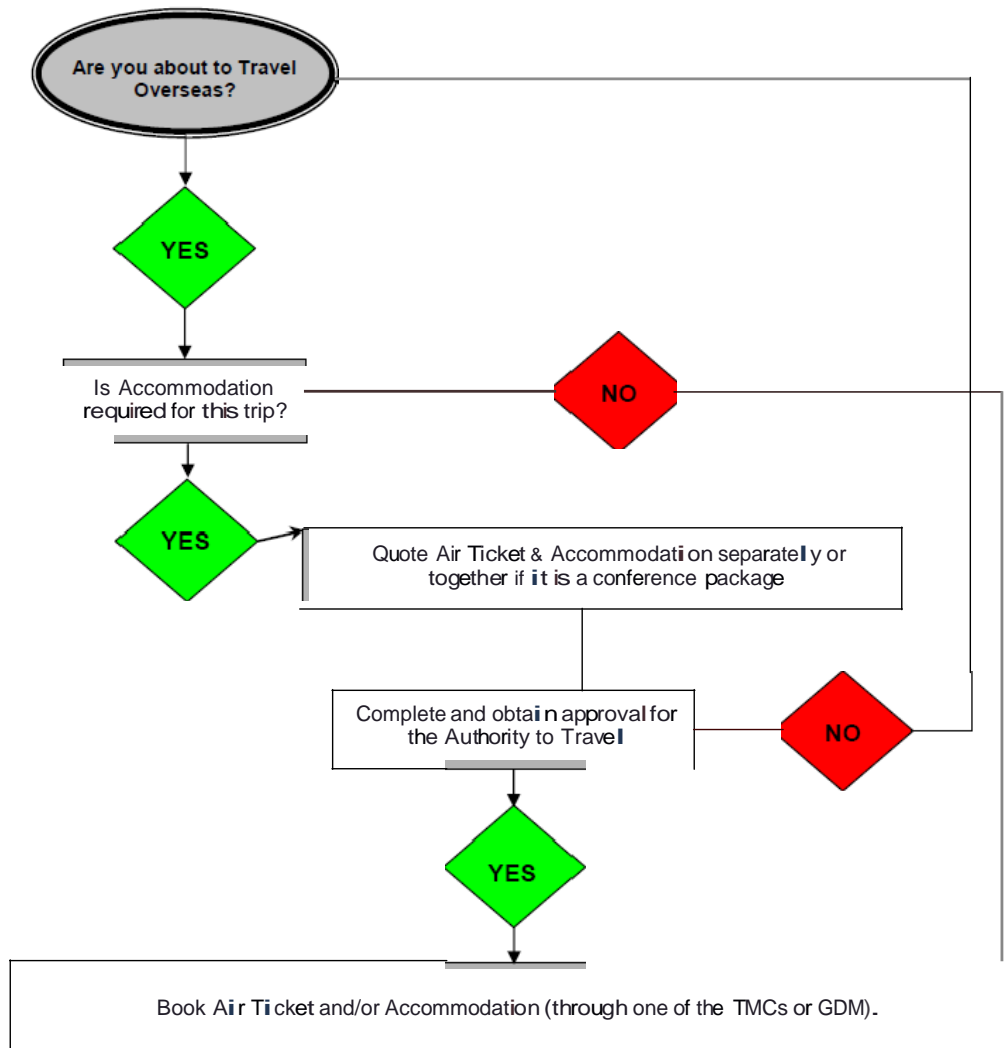 Are you about to Travel
Overseas?
YES
Is Accommodation
required for this trip?
NO
YES
Quote Air Ticket & Accommodation separately or
together if it is a conference package
Complete and obtain approval for
the Authority to Travel
NO
YES
Book Air Ticket and/or Accommodation (through one of the TMCs or GDM).